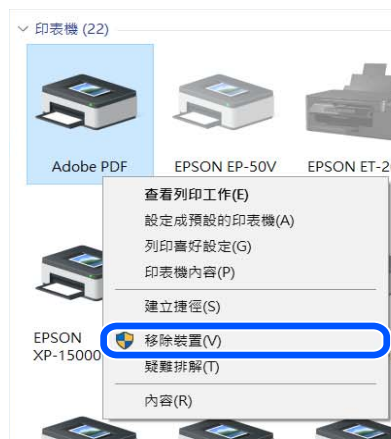 印表機 (22)
Adobe PDF
EPSON EP-50V
EPSON ET-2
查看列印工作(E)
設定成預設的印表機(A)
列印喜好設定(G)
印表機內容(P)
建立捷徑(S)
EPSON
XP-15000
移除裝置(V)
疑難排解(T)
內容(R)